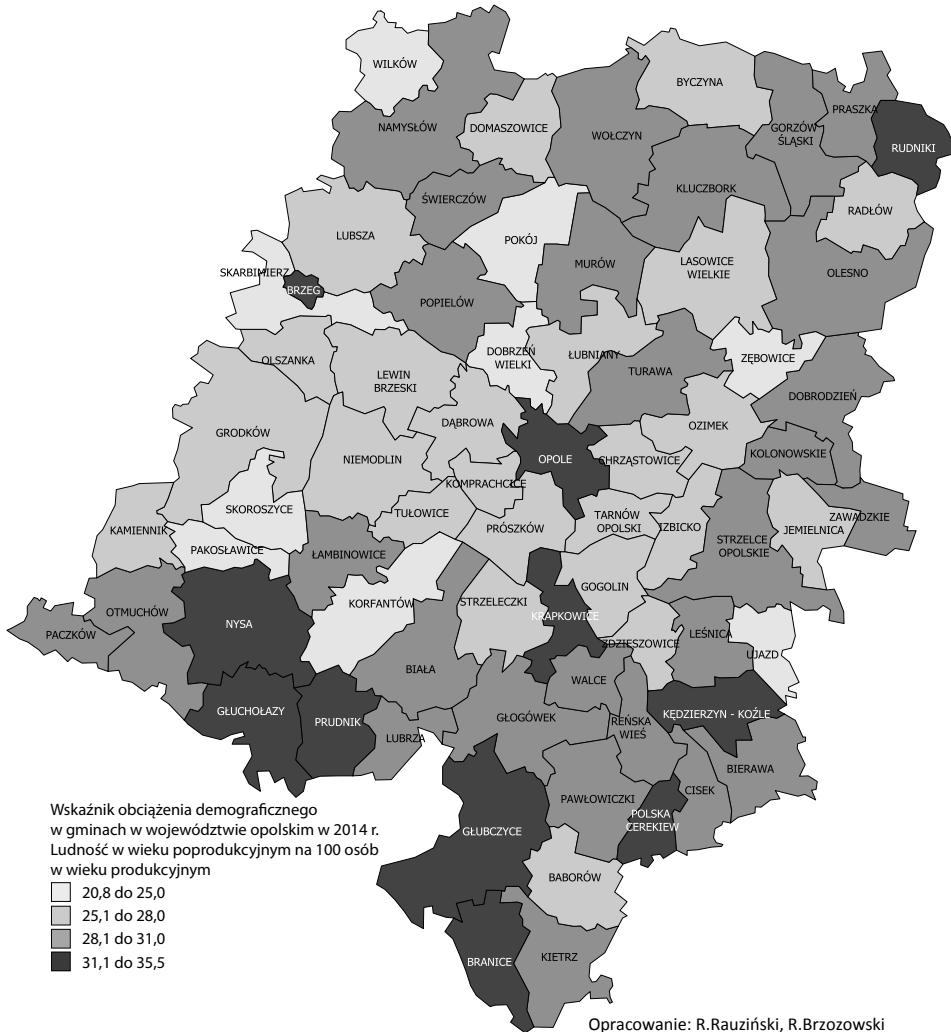 WILKÓW
BYCZYNA
PRASZKA
NAMYSŁÓW
DOMASZOWICE
WOŁCZYN
GORZÓW
ŚLĄSKI
RUDNIKI
KLUCZBORK
ŚWIERCZÓW
RADŁÓW
LUBSZA
POKÓJ
MURÓW
LASOWICE
WIELKIE
OLESNO
SKARBIMIERZ
BRZEG
POPIELÓW
OLSZANKA
DOBRZEŃ
WIELKI
ŁUBNIANY
ZĘBOWICE
LEWIN
BRZESKI
TURAWA
DOBRODZIEŃ
GRODKÓW
DĄBROWA
OZIMEK
NIEMODLIN
OPOLE
CHRZĄSTOWICE
KOLONOWSKIE
KOMPRACHCICE
SKOROSZYCE
TUŁOWICE
TARNÓW
OPOLSKI
KAMIENNIK
PRÓSZKÓW
IZBICKO
JEMIELNICA
ZAWADZKIE
PAKOSŁAWICE
ŁAMBINOWICE
STRZELCE
OPOLSKIE
GOGOLIN
OTMUCHÓW
KORFANTÓW
STRZELECZKI
KRAPKOWICE
NYSA
PACZKÓW
LEŚNICA
ZDZIESZOWICE
UJAZD
BIAŁA
WALCE
GŁUCHOŁAZY
PRUDNIK
GŁOGÓWEK
KĘDZIERZYN - KOŹLE
REŃSKA
WIEŚ
LUBRZA
BIERAWA
CISEK
PAWŁOWICZKI
GŁUBCZYCE
POLSKA
CEREKIEW
BABORÓW
KIETRZ
BRANICE
Wskaźnik obciążenia demograficznego
w gminach w województwie opolskim w 2014 r.
Ludność w wieku poprodukcyjnym na 100 osób
w wieku produkcyjnym
20,8 do 25,0
25,1 do 28,0
28,1 do 31,0
31,1 do 35,5
Opracowanie: R.Rauziński, R.Brzozowski